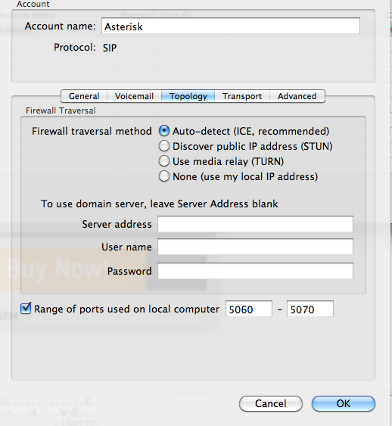 Account
Account name: Asterisk
Protocol: SIP
General Voicemail Topology Transport Advanced
Firewall Traversal
Firewall traversal method Auto-detect (ICE, recommended)
Discover public IP address (STUN)
Use media relay (TURN)
None (use my local IP address)
To use domain server, leave Server Address blank
Server address
User name
Password
Buy Now!
Range of ports used on local computer 5060 - 5070
Cancel OK